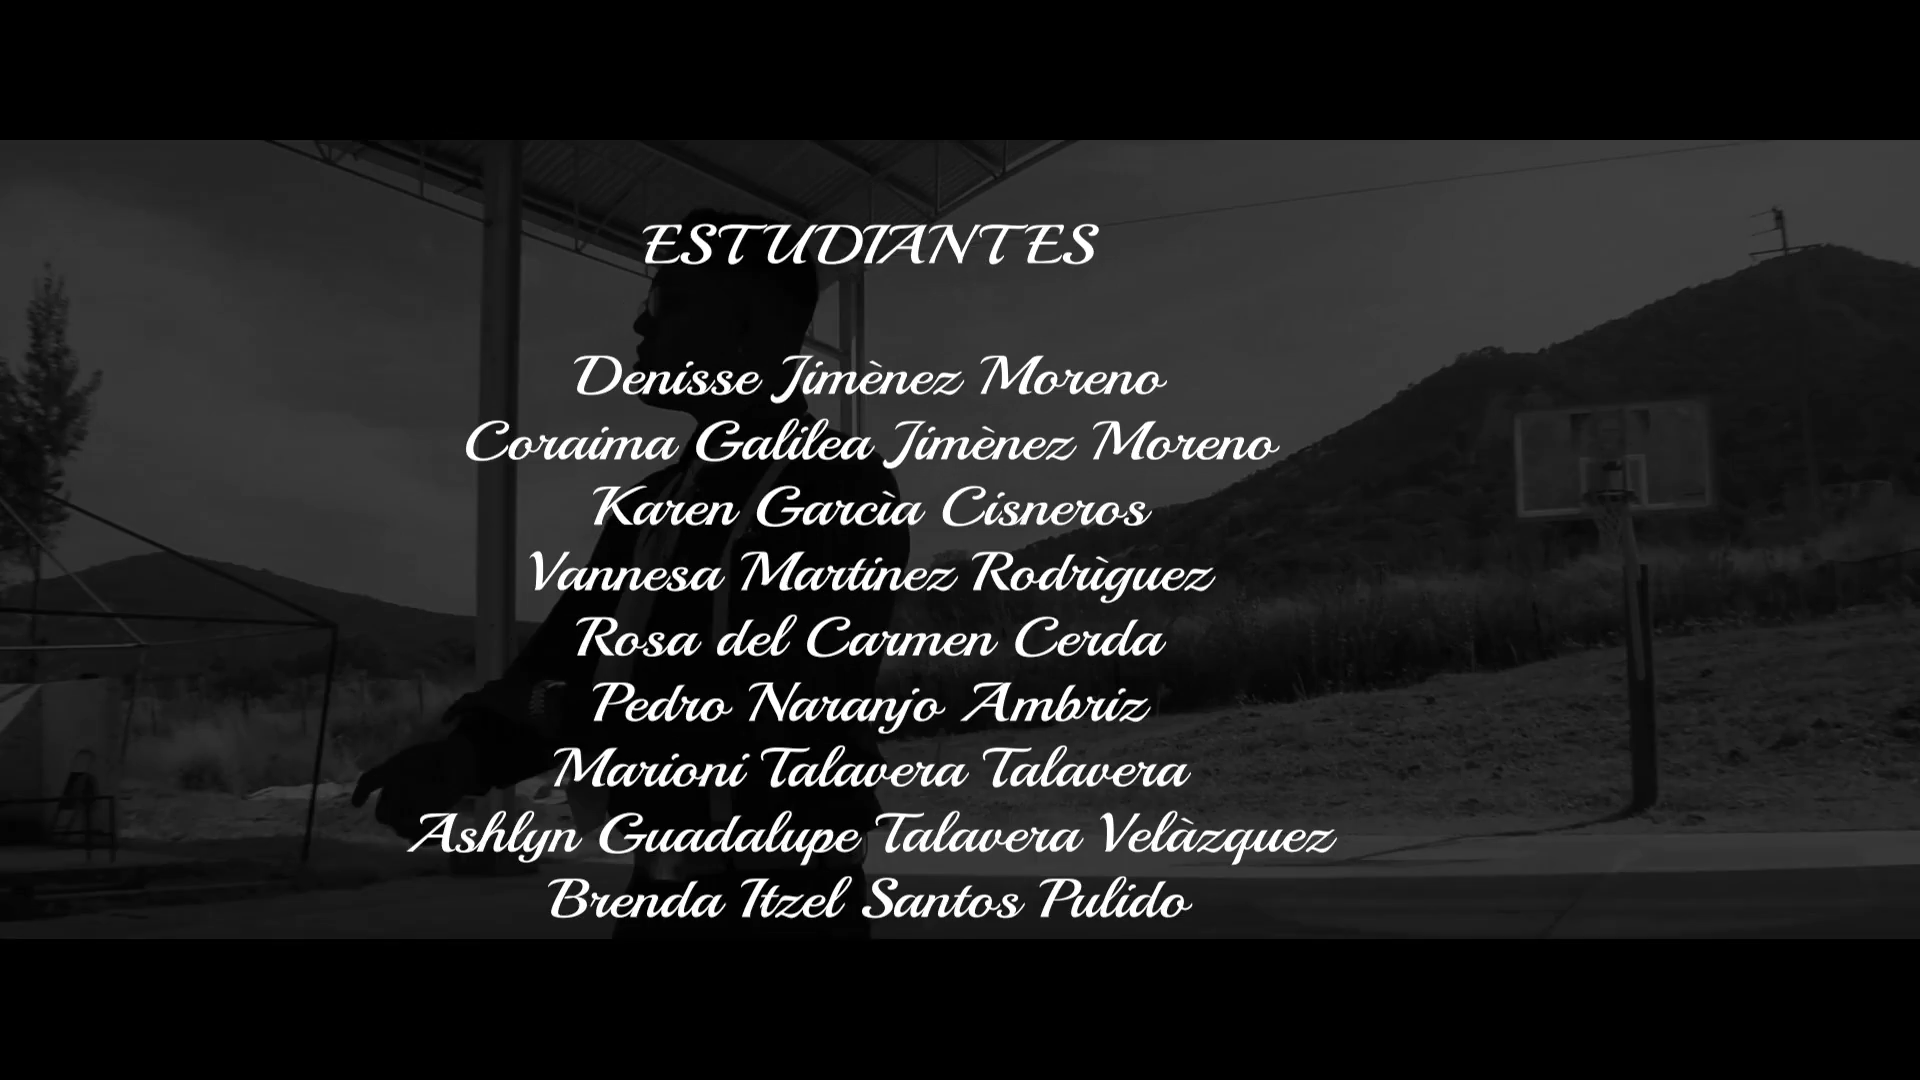 ESTUDIANTES
Denisse Jimènez Moreno
Coraima Galilea Jimènez Moreno
Karen Garcìa Cisneros
Vannesa Martinez Rodrìguez
Rosa del Carmen Cerda
Pedro Naranjo Ambriz
Marioni Talavera Talavera
Ashlyn Guadalupe Talavera Velàzquez
Brenda Itzel Santos Pulido